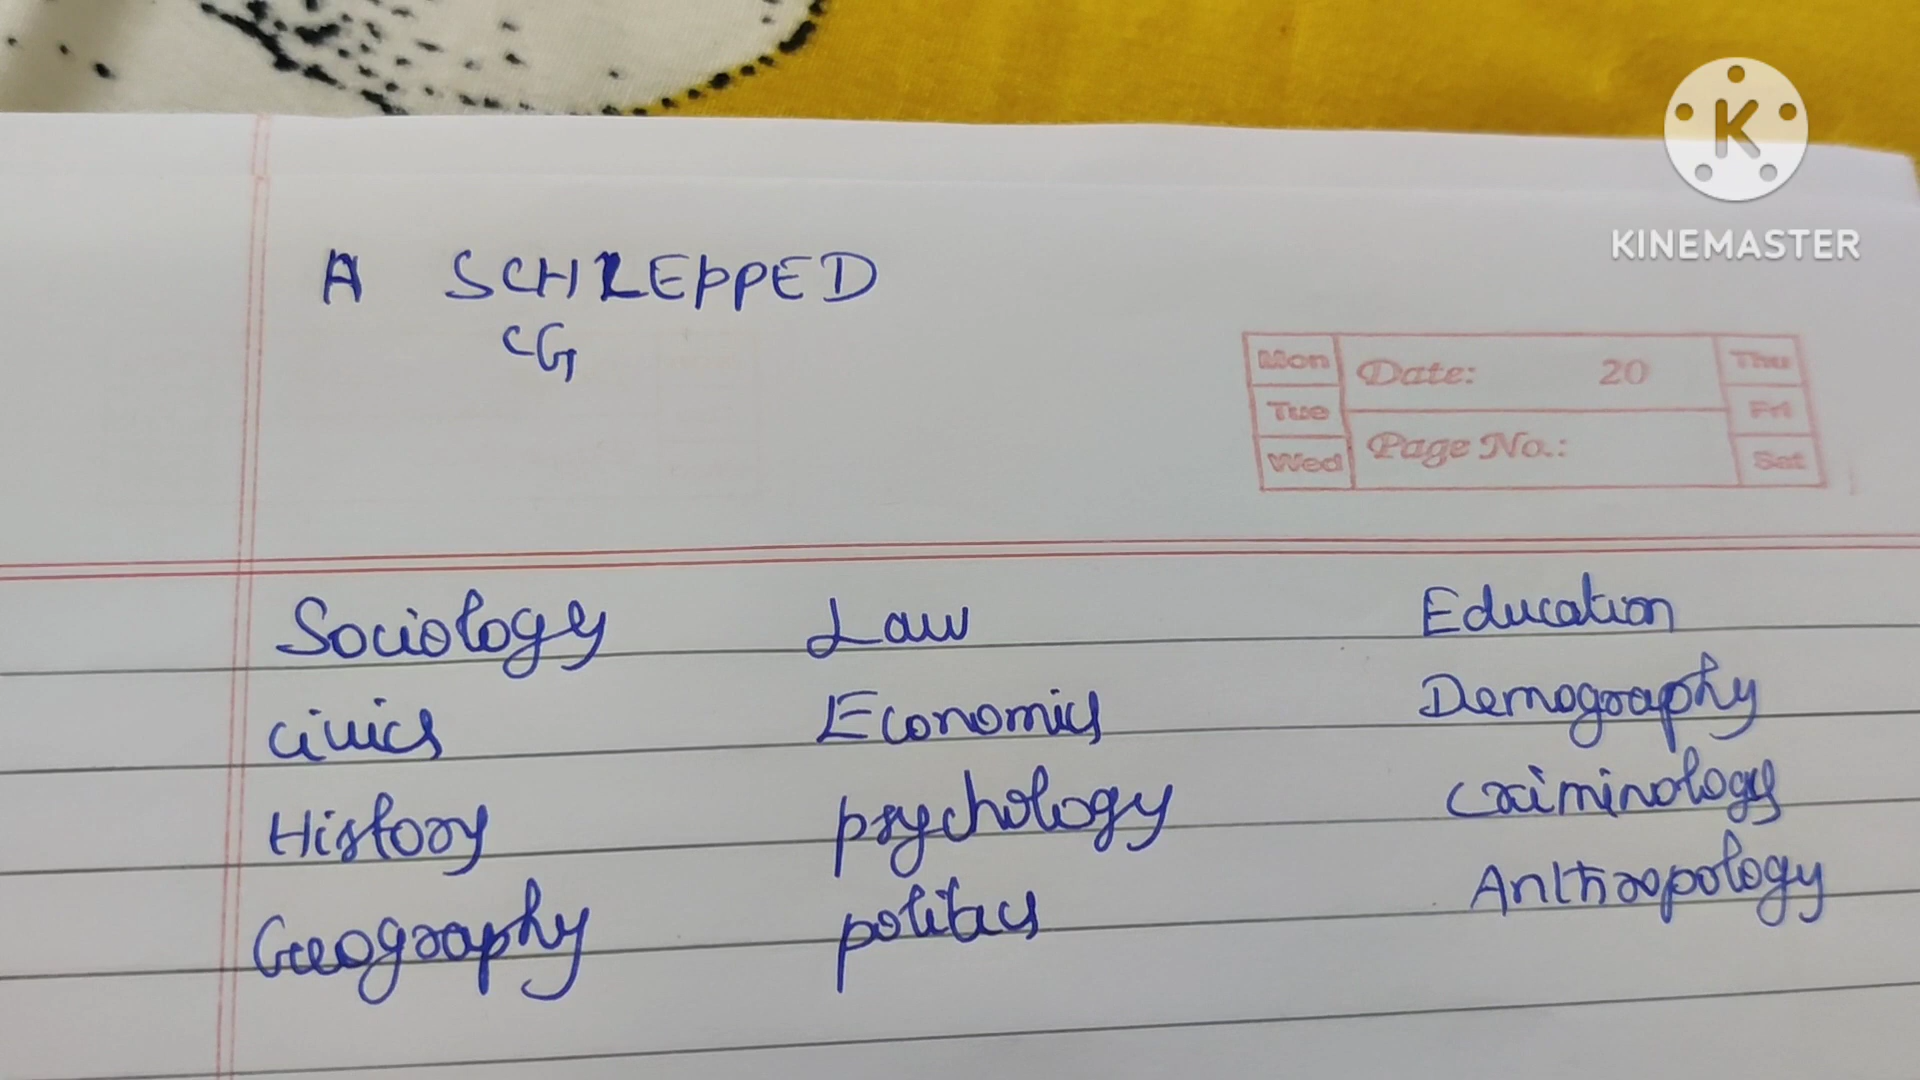 KINEMASTER
A SCHLEPPED
CG
Mon Date: 20 Thu
Tue Fri
Wed Page No.: Sat
Sociology Law Education
civics Economics Demography
History psychology criminology
Geography politics Anthropology